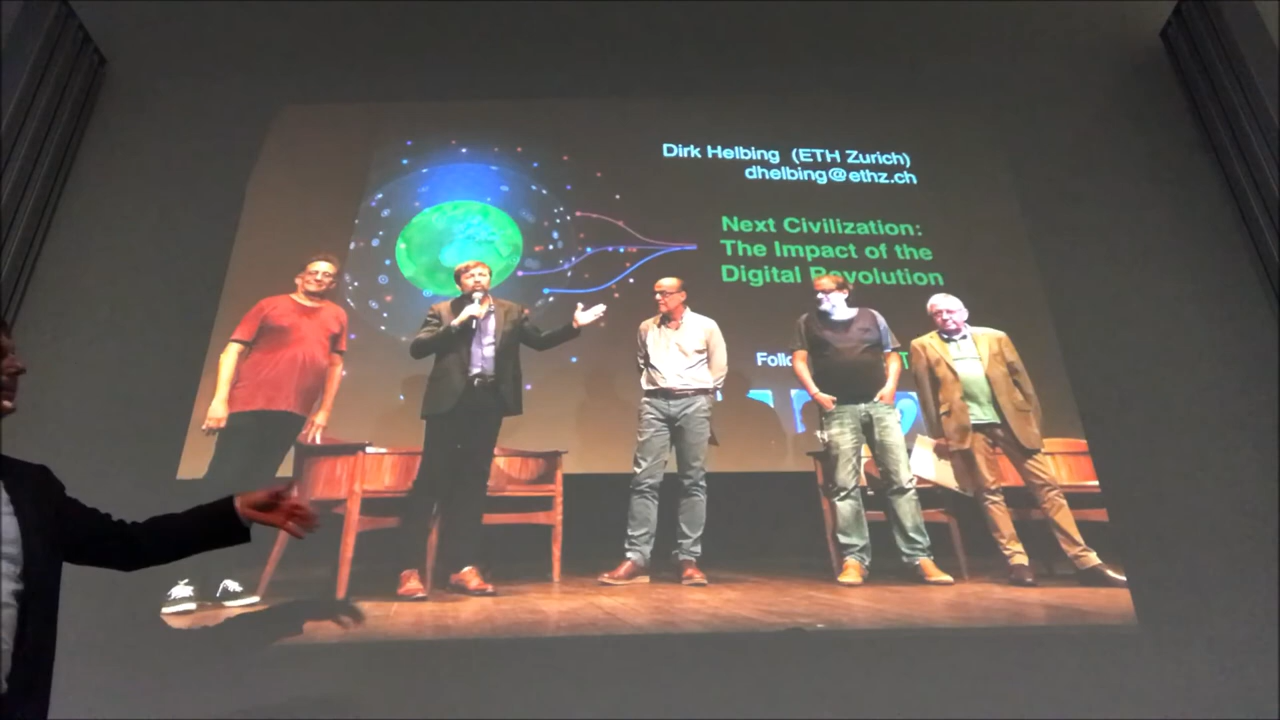 Dirk Helbing (ETH Zurich)
dhelbing@ethz.ch
Next Civilization:
The Impact of the
Digital Revolution